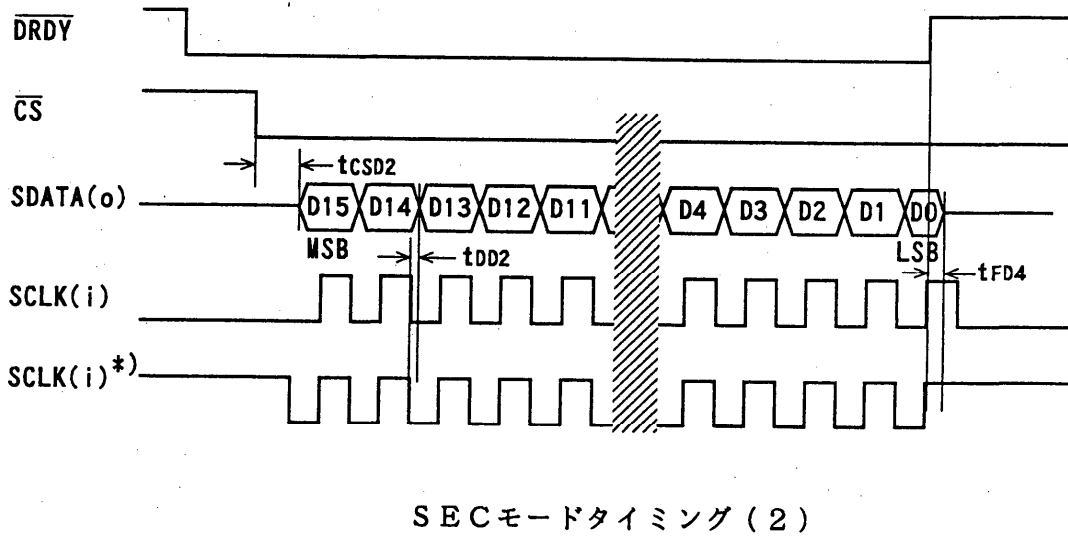 DRDY
CS
tCSD2
SDATA(o)
D15 D14 D13 D12 D11 D4 D3 D2 D1 D0
MSB LSB
tDD2 tFD4
SCLK(i)
SCLK(i)*)
SECモードタイミング(2)